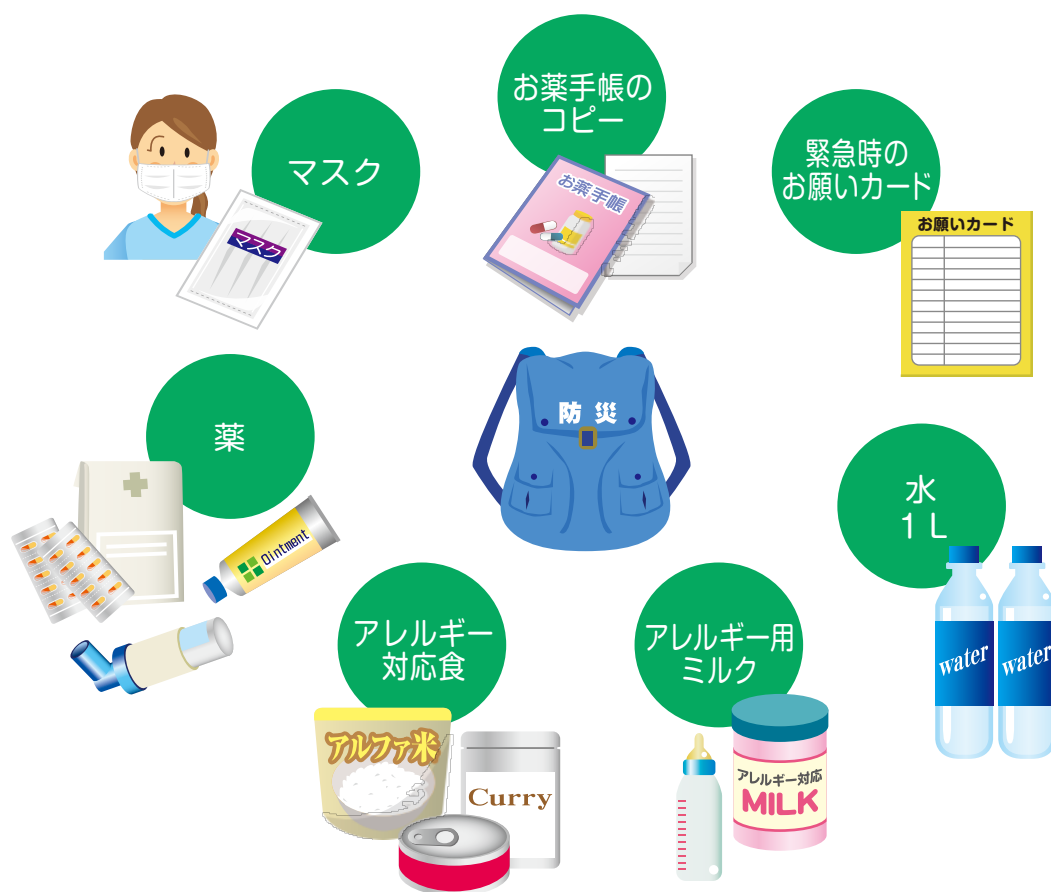 マスク
マスク
お薬手帳の
コピー
お薬手帳
緊急時の
お願いカード
お願いカード
薬
Ointment
防災
水
1L
water
water
アレルギー
対応食
アルファ米
Curry
アレルギー用
ミルク
アレルギー対応
MILK